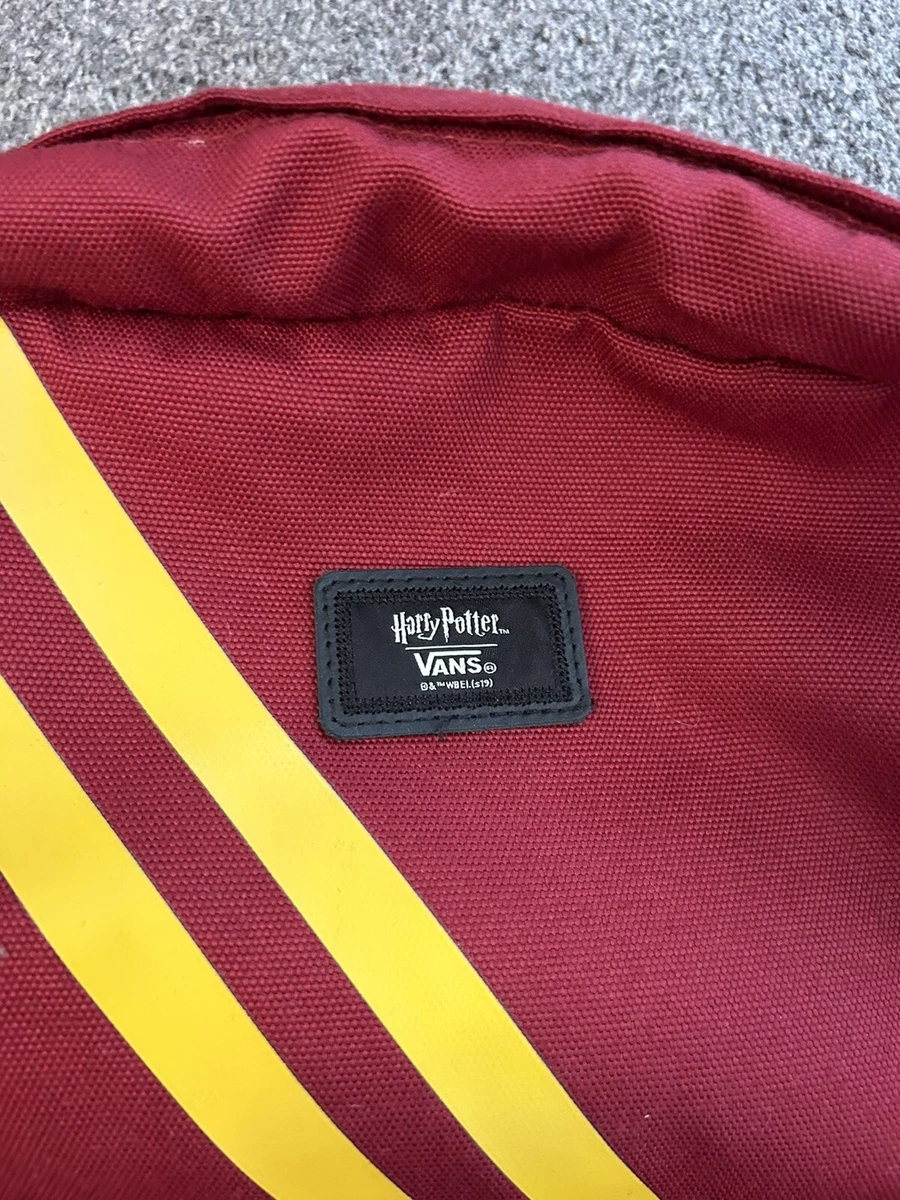 Harry Potter™
VANS®
©&™WBEI.(s19)